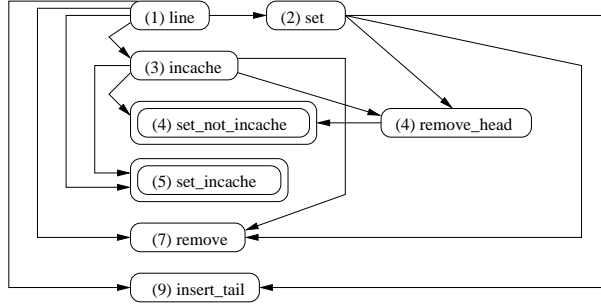 (1) line
(2) set
(3) incache
(4) set_not_incache
(4) remove_head
(5) set_incache
(7) remove
(9) insert_tail